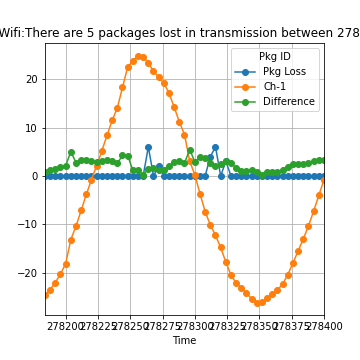 Wifi:There are 5 packages lost in transmission between 278
Pkg ID
Pkg Loss
Ch-1
Difference
20
10
0
−10
−20
278200 278225 278250 278275 278300 278325 278350 278375 278400
Time